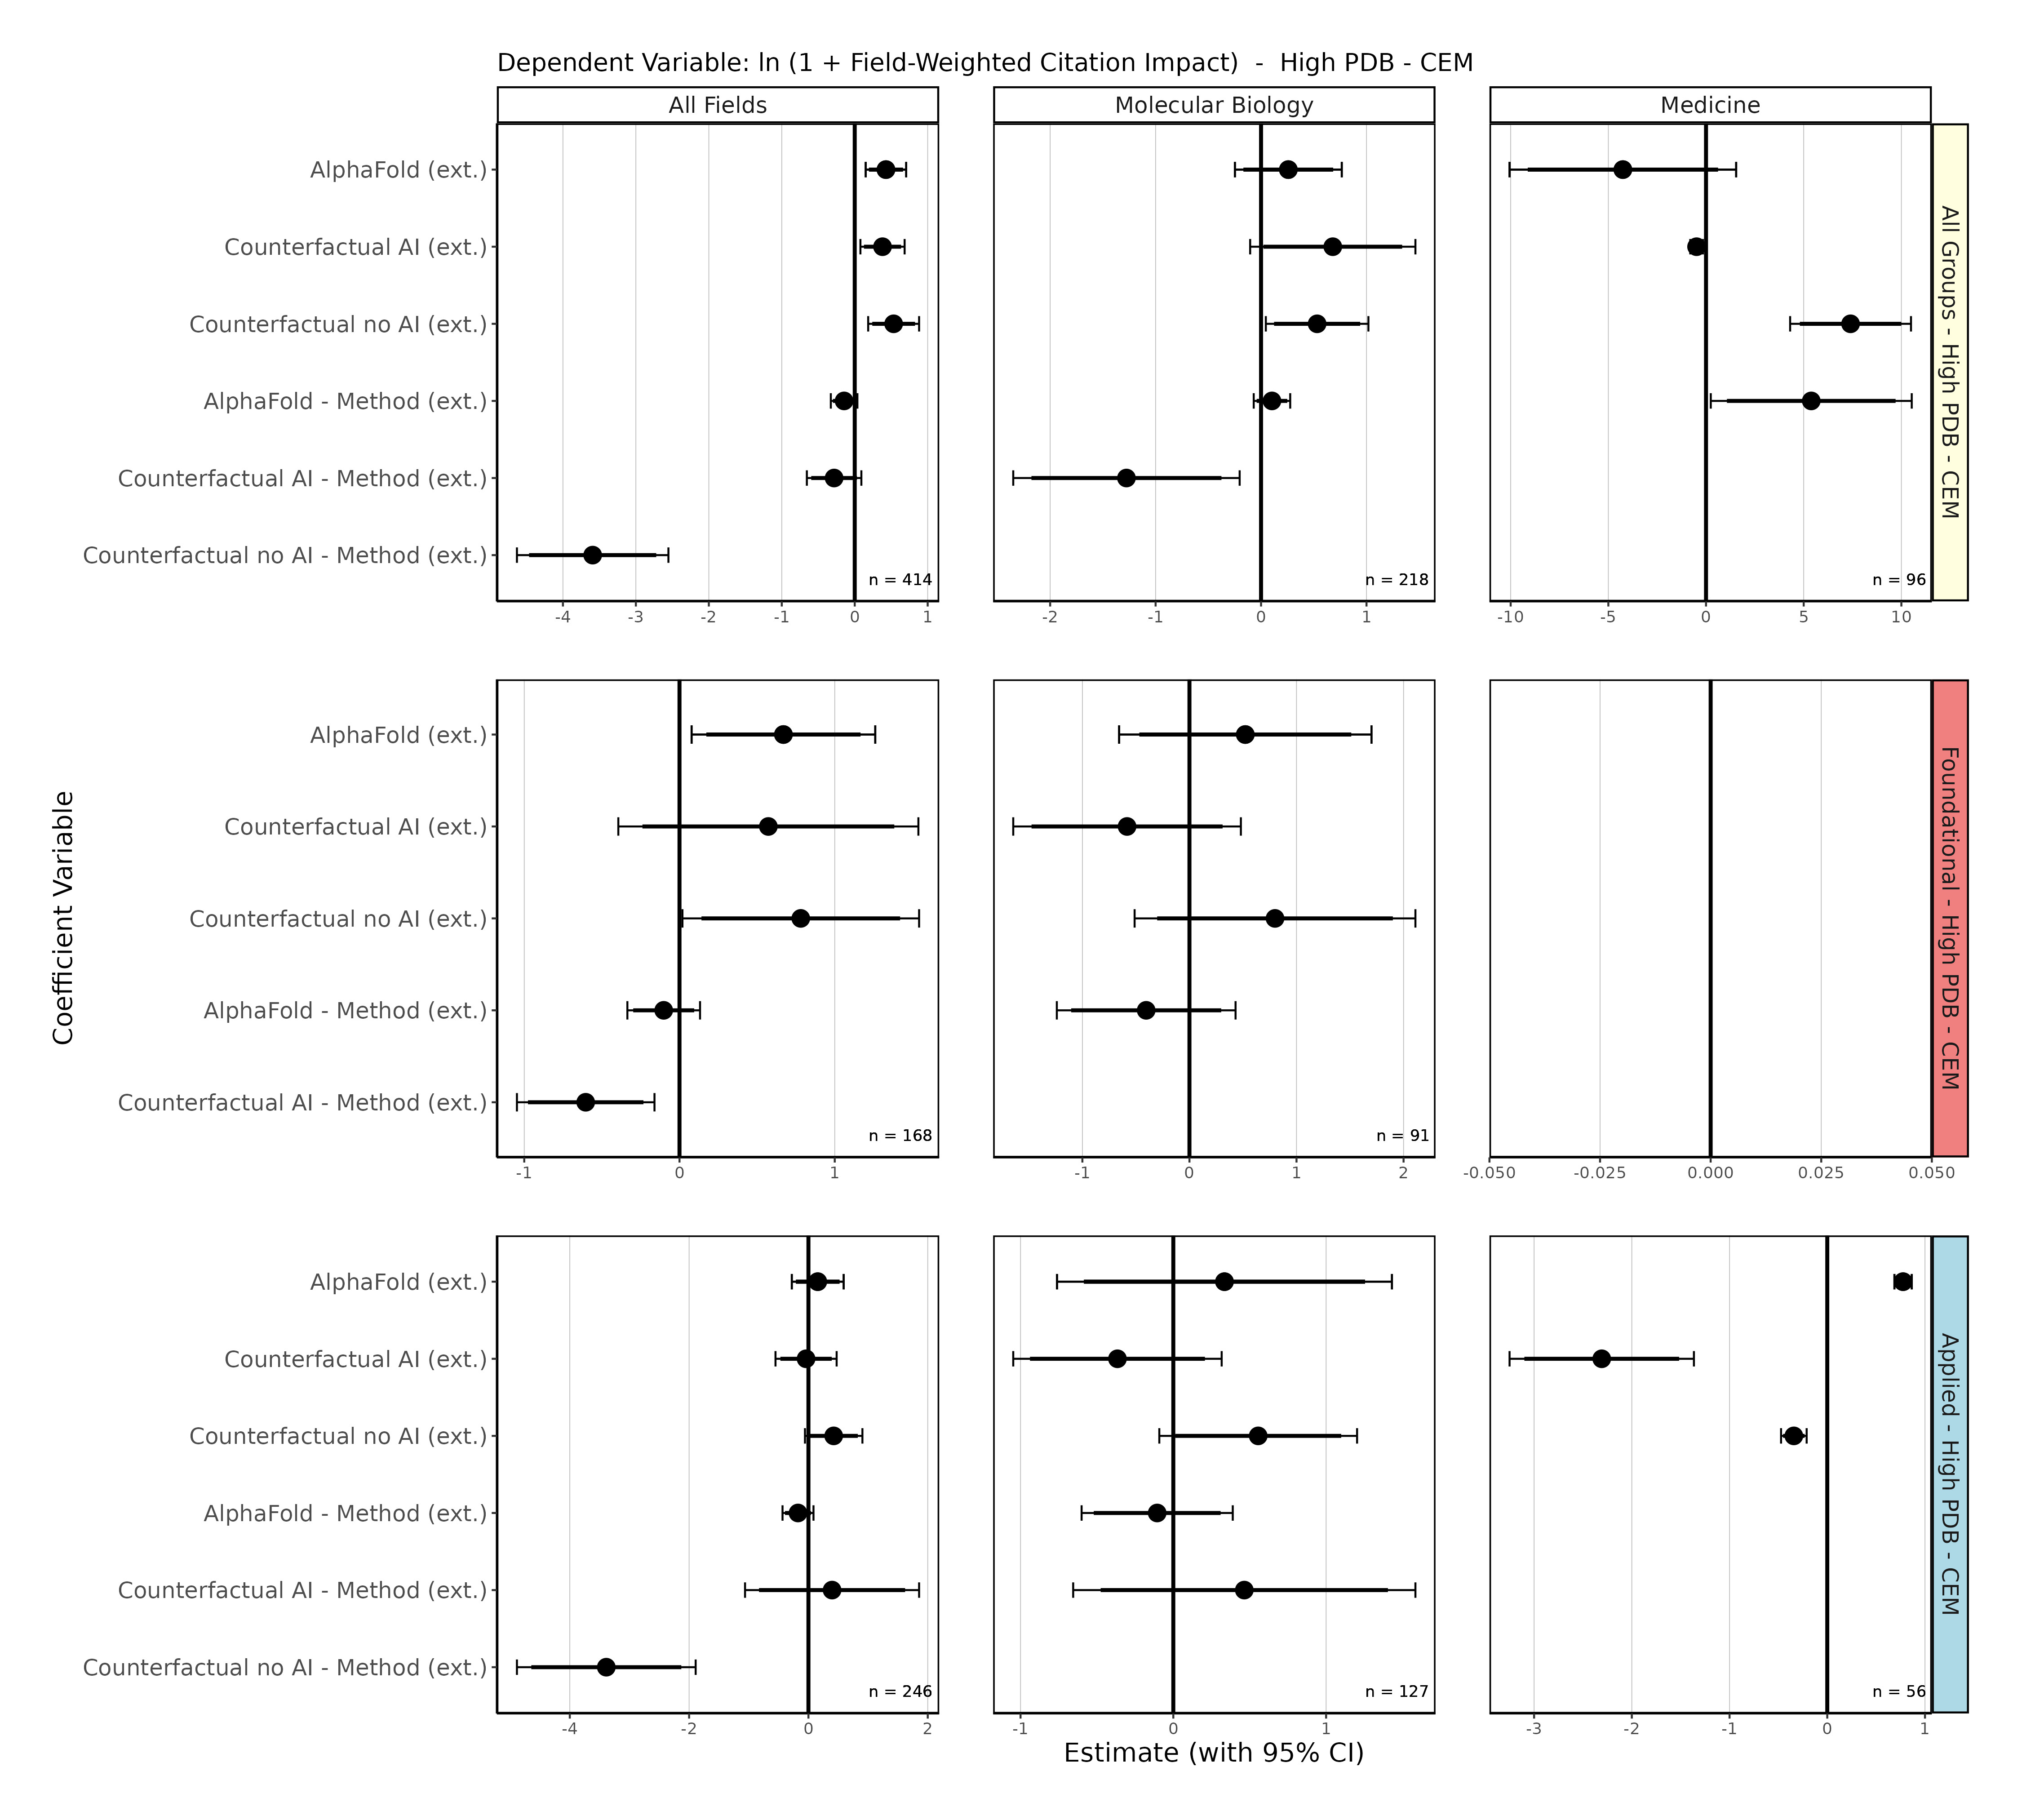 Dependent Variable: ln (1 + Field-Weighted Citation Impact)  -  High PDB - CEM
All Fields
Molecular Biology
Medicine
AlphaFold (ext.)
Counterfactual AI (ext.)
Counterfactual no AI (ext.)
AlphaFold - Method (ext.)
Counterfactual AI - Method (ext.)
Counterfactual no AI - Method (ext.)
n = 414
n = 218
n = 96
All Groups - High PDB - CEM
-4 -3 -2 -1 0 1
-2 -1 0 1
-10 -5 0 5 10
Coefficient Variable
AlphaFold (ext.)
Counterfactual AI (ext.)
Counterfactual no AI (ext.)
AlphaFold - Method (ext.)
Counterfactual AI - Method (ext.)
n = 168
n = 91
Foundational - High PDB - CEM
-1 0 1
-1 0 1 2
-0.050 -0.025 0.000 0.025 0.050
AlphaFold (ext.)
Counterfactual AI (ext.)
Counterfactual no AI (ext.)
AlphaFold - Method (ext.)
Counterfactual AI - Method (ext.)
Counterfactual no AI - Method (ext.)
n = 246
n = 127
n = 56
Applied - High PDB - CEM
-4 -2 0 2
-1 0 1
-3 -2 -1 0 1
Estimate (with 95% CI)